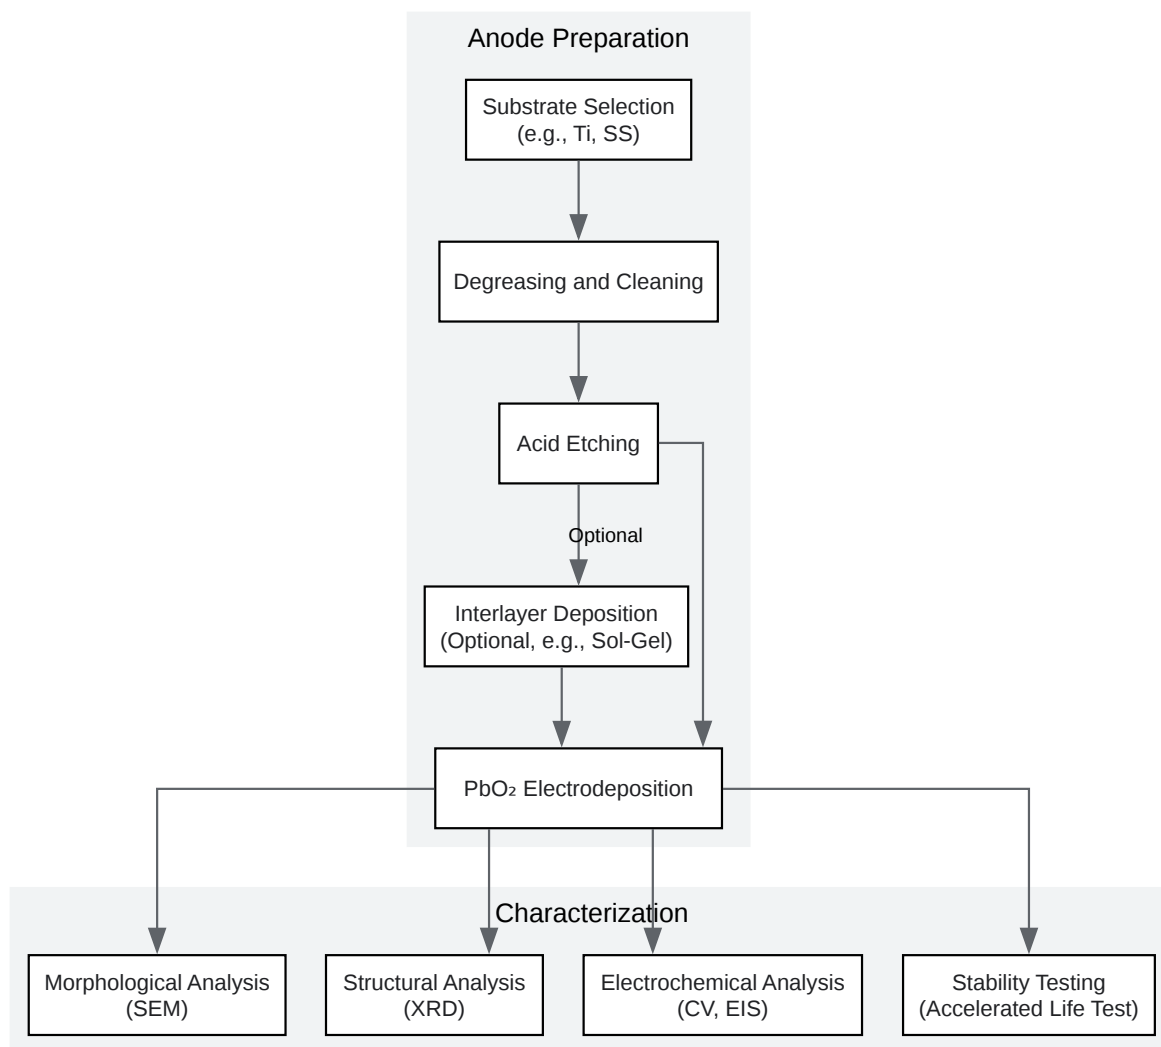 Anode Preparation
Substrate Selection
(e.g., Ti, SS)
Degreasing and Cleaning
Acid Etching
Optional
Interlayer Deposition
(Optional, e.g., Sol-Gel)
PbO₂ Electrodeposition
Characterization
Morphological Analysis
(SEM)
Structural Analysis
(XRD)
Electrochemical Analysis
(CV, EIS)
Stability Testing
(Accelerated Life Test)